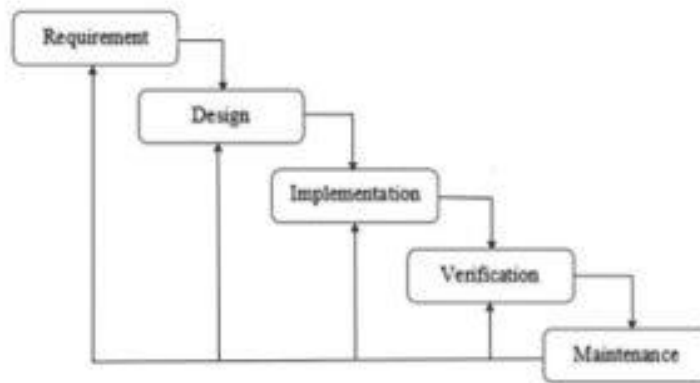 Requirement
Design
Implementation
Verification
Maintenance